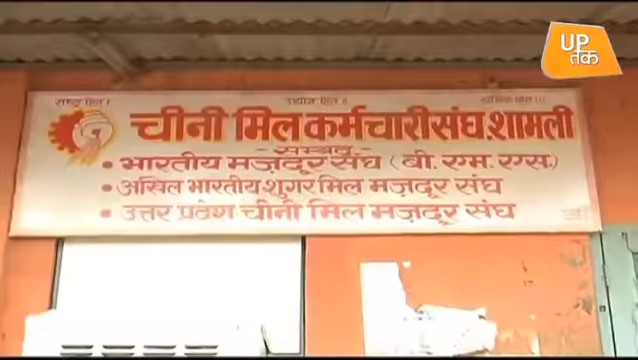 UP
तक
राष्ट्र हित । उद्योग हित ॥ श्रमिक हित ॥।
चीनी मिल कर्मचारी संघ, शामली
- सम्बद्ध -
• भारतीय मज़दूर संघ (बी. एम. एस.)
• अखिल भारतीय शुगर मिल मज़दूर संघ
• उत्तर प्रदेश चीनी मिल मज़दूर संघ